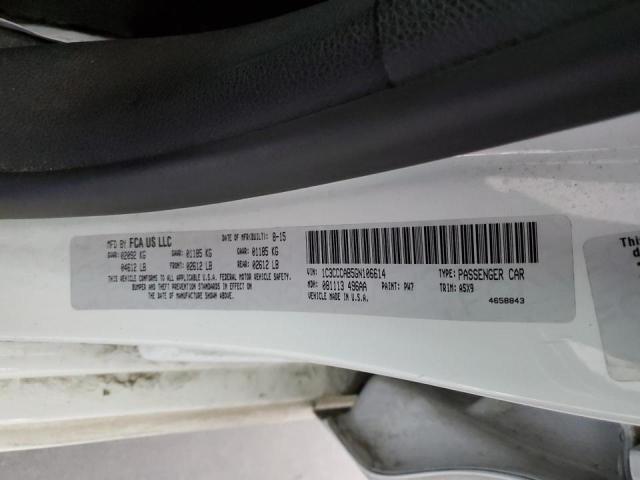 MFD BY FCA US LLC DATE OF MFR(BUILT): 8-15
GVWR: 02092 KG GAWR: 01185 KG GAWR: 01185 KG
04612 LB FRONT: 02612 LB REAR: 02612 LB
THIS VEHICLE CONFORMS TO ALL APPLICABLE U.S.A. FEDERAL MOTOR VEHICLE SAFETY,
BUMPER AND THEFT PREVENTION STANDARDS IN EFFECT ON
THE DATE OF MANUFACTURE SHOWN ABOVE.
VIN: 1C3CCCAB5GN106614 TYPE: PASSENGER CAR
MDH: 081113 496AA PAINT: PW7 TRIM: A5X9
VEHICLE MADE IN U.S.A. 4658843
This